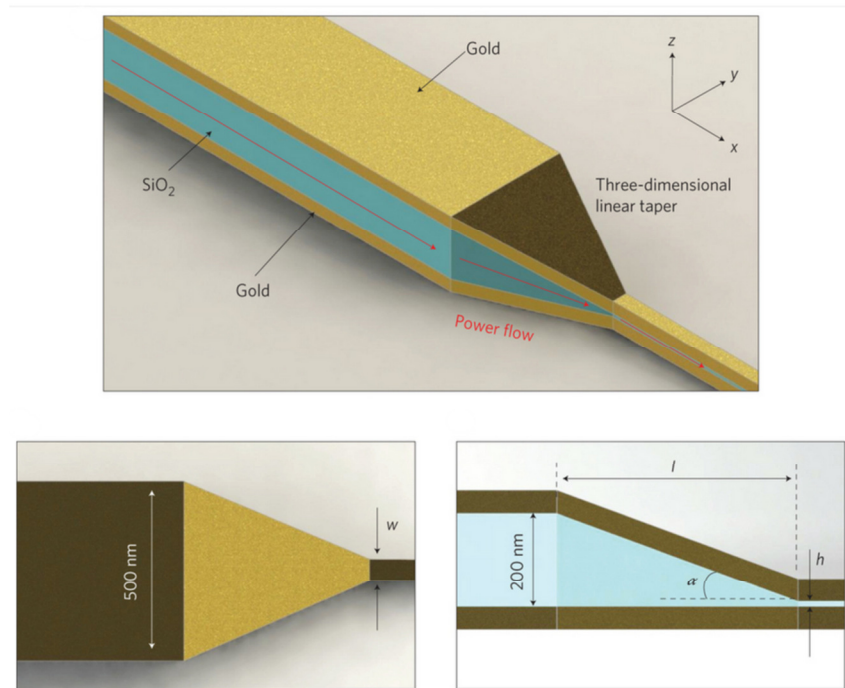 Gold
z
y
x
SiO₂
Three-dimensional
linear taper
Gold
Power flow
500 nm
w
l
200 nm
h
α